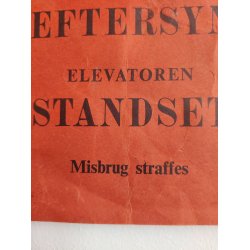 EFTERSYN
ELEVATOREN
STANDSET
Misbrug straffes